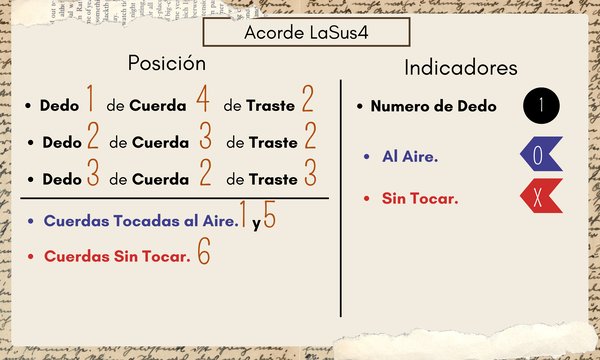 Acorde LaSus4
Posición
• Dedo 1 de Cuerda 4 de Traste 2
• Dedo 2 de Cuerda 3 de Traste 2
• Dedo 3 de Cuerda 2 de Traste 3
• Cuerdas Tocadas al Aire. 1 y 5
• Cuerdas Sin Tocar. 6
Indicadores
• Numero de Dedo 1
• Al Aire. 0
• Sin Tocar. X